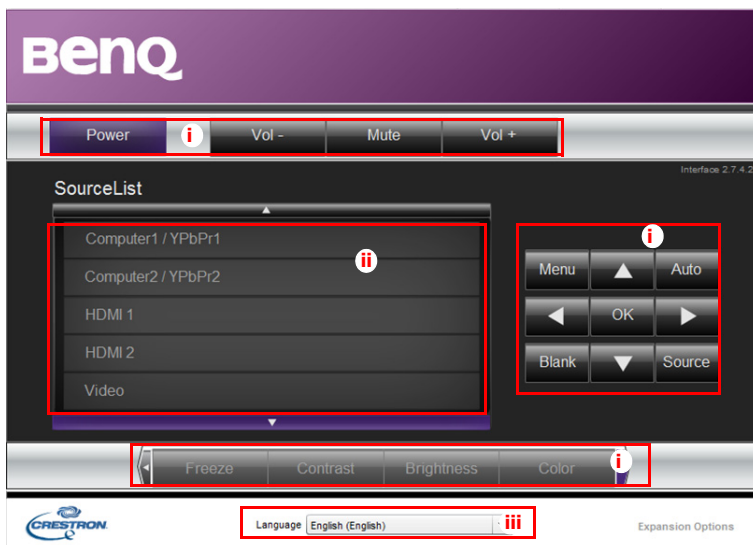 BenQ
Power i Vol - Mute Vol +
Interface 2.7.4.2
SourceList
Computer1 / YPbPr1
Computer2 / YPbPr2
HDMI 1
HDMI 2
Video
ii
i
Menu Auto
OK
Blank Source
Freeze Contrast Brightness Color i
CRESTRON
Language English (English) iii
Expansion Options